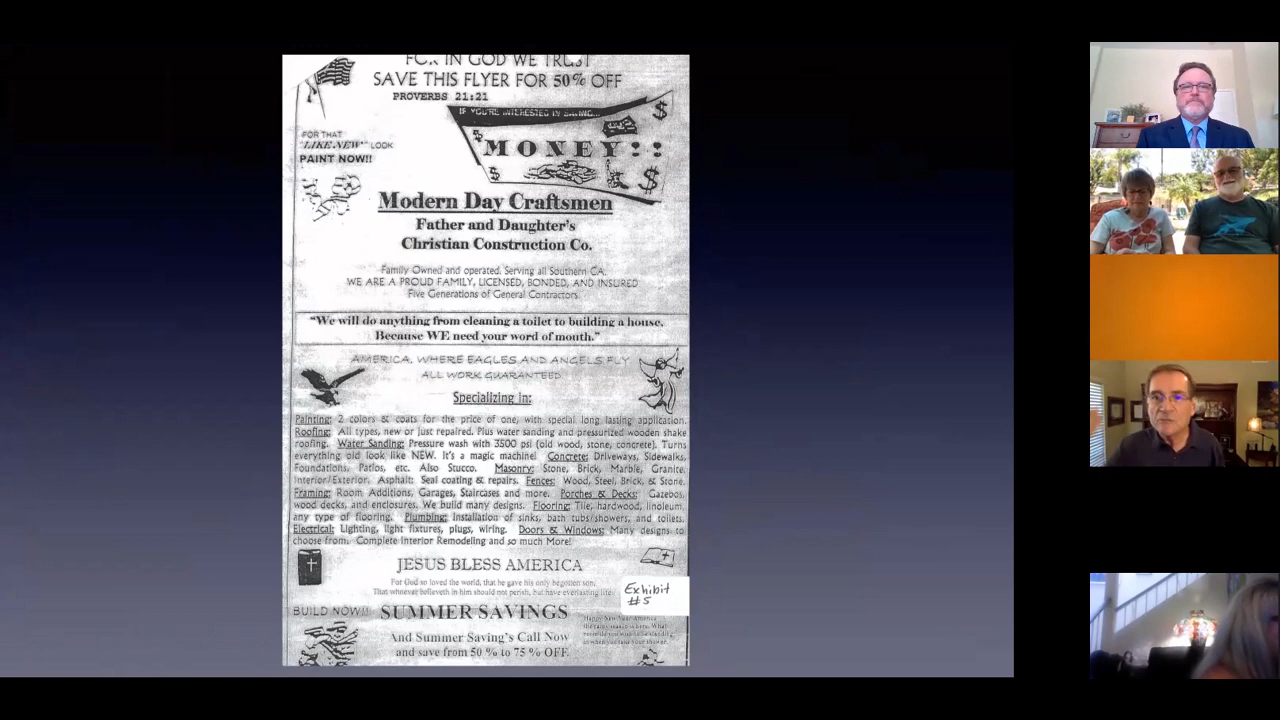 IN GOD WE TRUST
SAVE THIS FLYER FOR 50% OFF
PROVERBS 21:21
IF YOU'RE INTERESTED IN SAVING...
MONEY!!
FOR THAT
"LIKE NEW" LOOK
PAINT NOW!!
Modern Day Craftsmen
Father and Daughter's
Christian Construction Co.
Family Owned and operated. Serving all Southern CA.
WE ARE A PROUD FAMILY, LICENSED, BONDED, AND INSURED
Five Generations of General Contractors
"We will do anything from cleaning a toilet to building a house,
Because WE need your word of mouth."
AMERICA, WHERE EAGLES AND ANGELS FLY
ALL WORK GUARANTEED
Specializing In:
Painting: 2 colors & coats for the price of one, with special long lasting application.
Roofing: All types, new or just repaired. Plus water sanding and pressurized wooden shake
roofing. Water Sanding: Pressure wash with 3500 psi (old wood, stone, concrete). Turns
everything old look like NEW. It's a magic machine! Concrete: Driveways, Sidewalks,
Foundations, Patios, etc. Also Stucco. Masonry: Stone, Brick, Marble, Granite,
Interior/Exterior. Asphalt: Seal coating & repairs. Fences: Wood, Steel, Brick, & Stone.
Framing: Room Additions, Garages, Staircases and more. Porches & Decks: Gazebos,
wood decks, and enclosures. We build many designs. Flooring: Tile, hardwood, linoleum,
any type of flooring. Plumbing: Installation of sinks, bath tubs/showers, and toilets.
Electrical: Lighting, light fixtures, plugs, wiring. Doors & Windows: Many designs to
choose from. Complete Interior Remodeling and so much More!
JESUS BLESS AMERICA
For God so loved the world, that he gave his only begotten son,
That whoever believeth in him should not perish, but have everlasting life.
Exhibit
#5
BUILD NOW!! SUMMER SAVINGS
Happy New Year America
And Summer Saving's Call Now
and save from 50 % to 75 % OFF.